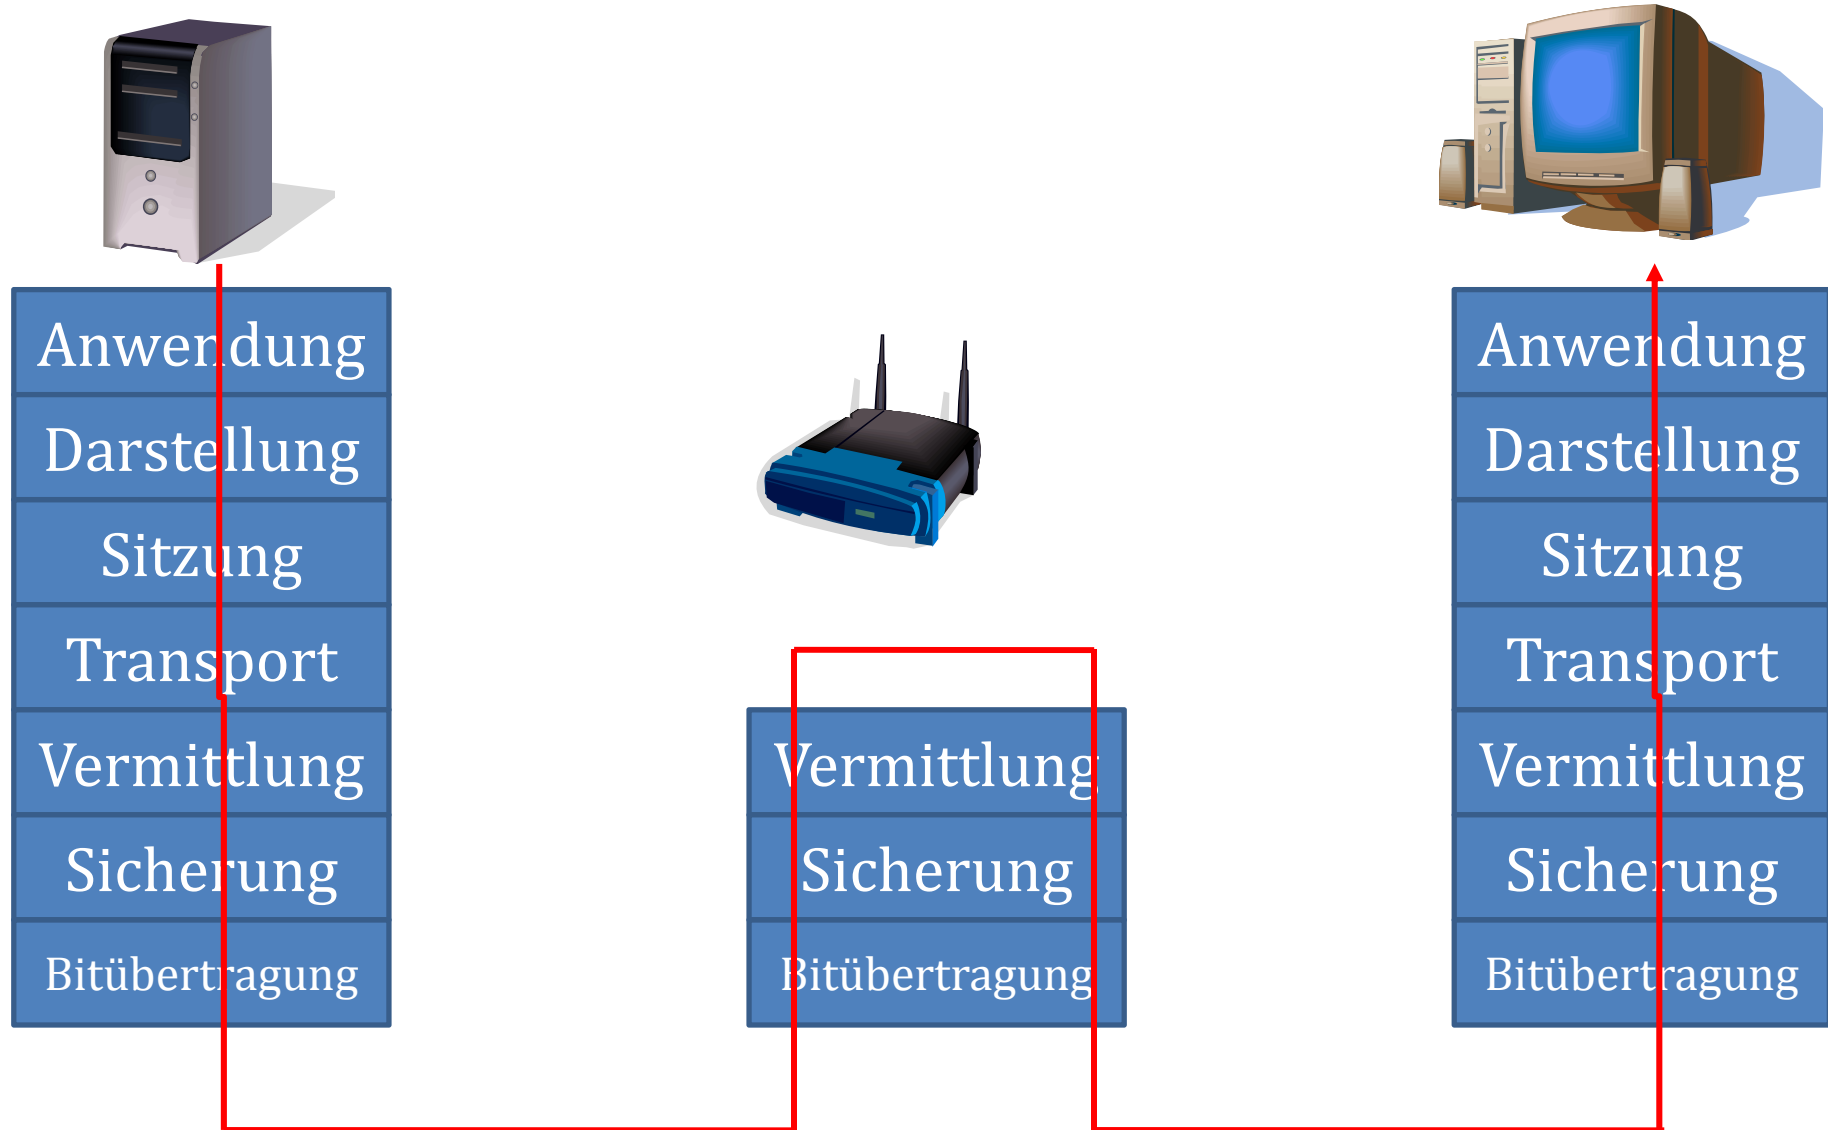 Anwendung
Darstellung
Sitzung
Transport
Vermittlung
Sicherung
Bitübertragung
Vermittlung
Sicherung
Bitübertragung
Anwendung
Darstellung
Sitzung
Transport
Vermittlung
Sicherung
Bitübertragung